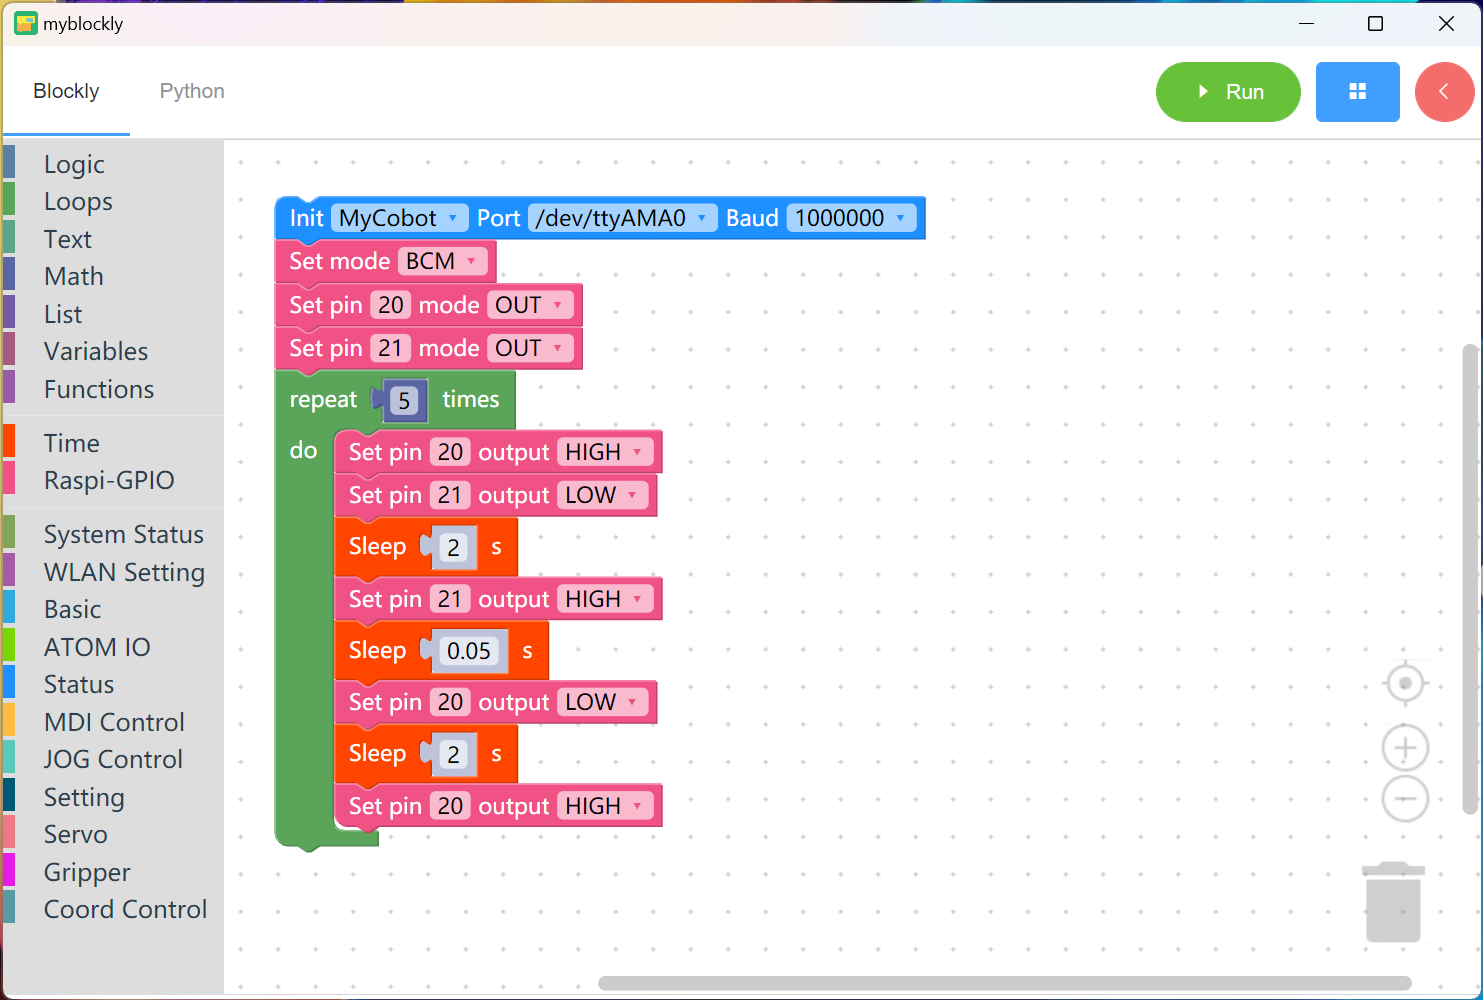 myblockly
Blockly Python Run
Logic
Loops
Text
Math
List
Variables
Functions
Time
Raspi-GPIO
System Status
WLAN Setting
Basic
ATOM IO
Status
MDI Control
JOG Control
Setting
Servo
Gripper
Coord Control
Init MyCobot Port /dev/ttyAMA0 Baud 1000000
Set mode BCM
Set pin 20 mode OUT
Set pin 21 mode OUT
repeat 5 times
do Set pin 20 output HIGH
Set pin 21 output LOW
Sleep 2 s
Set pin 21 output HIGH
Sleep 0.05 s
Set pin 20 output LOW
Sleep 2 s
Set pin 20 output HIGH